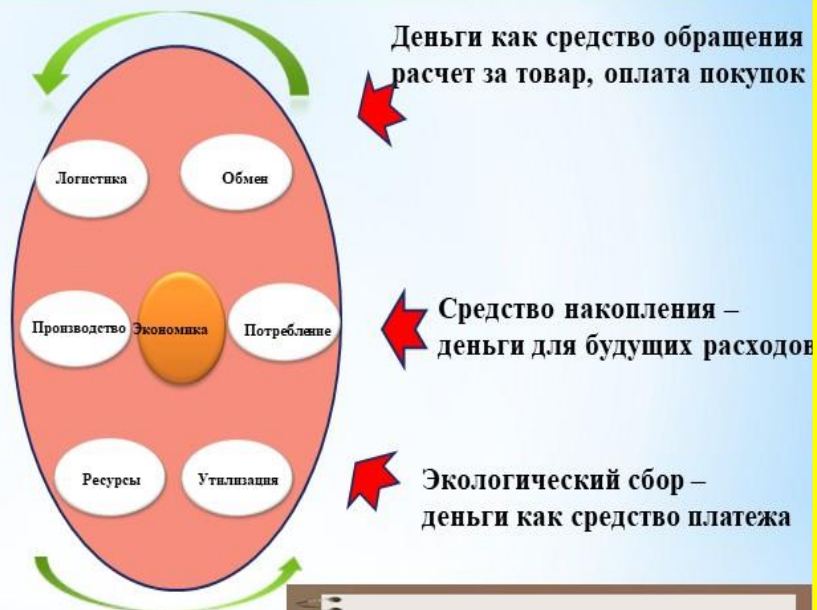 Деньги как средство обращения
расчет за товар, оплата покупок
Логистика
Обмен
Средство накопления –
деньги для будущих расходов
Производство
Экономика
Потребление
Ресурсы
Утилизация
Экологический сбор –
деньги как средство платежа